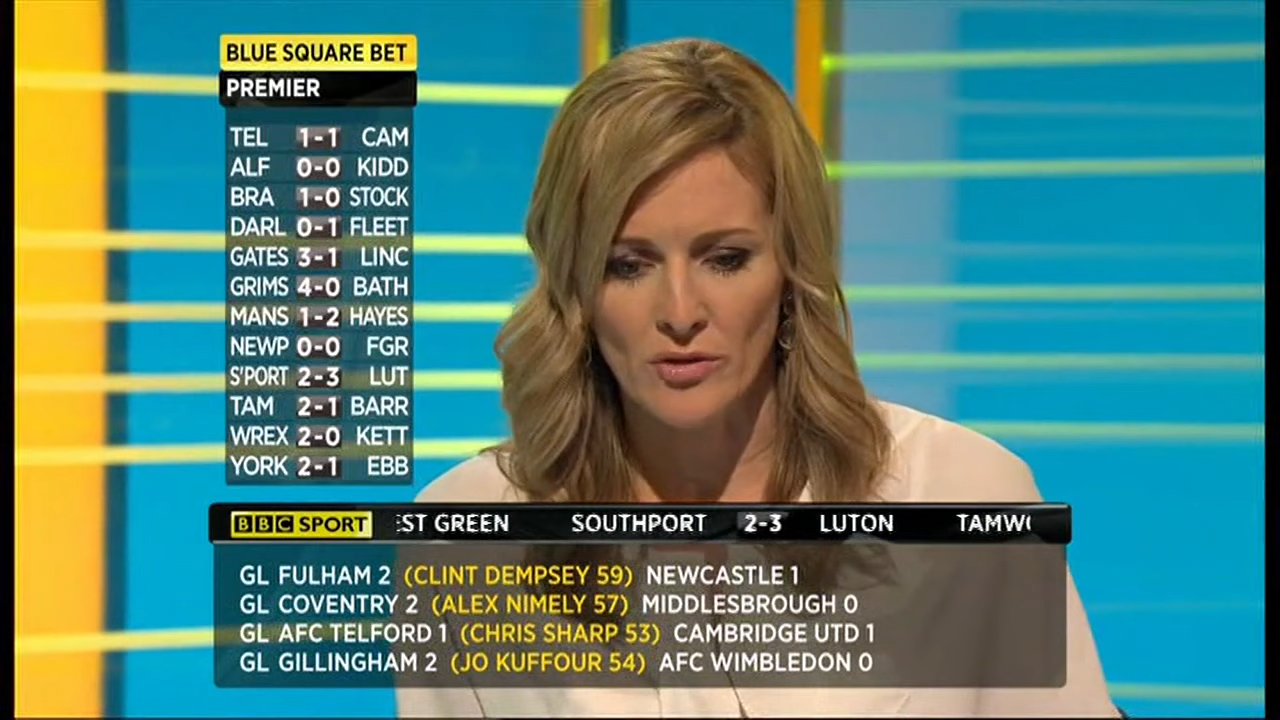 BLUE SQUARE BET
PREMIER
TEL 1-1 CAM
ALF 0-0 KIDD
BRA 1-0 STOCK
DARL 0-1 FLEET
GATES 3-1 LINC
GRIMS 4-0 BATH
MANS 1-2 HAYES
NEWP 0-0 FGR
S'PORT 2-3 LUT
TAM 2-1 BARR
WREX 2-0 KETT
YORK 2-1 EBB
BBC SPORT EST GREEN SOUTHPORT 2-3 LUTON TAMWO
GL FULHAM 2 (CLINT DEMPSEY 59) NEWCASTLE 1
GL COVENTRY 2 (ALEX NIMELY 57) MIDDLESBROUGH 0
GL AFC TELFORD 1 (CHRIS SHARP 53) CAMBRIDGE UTD 1
GL GILLINGHAM 2 (JO KUFFOUR 54) AFC WIMBLEDON 0